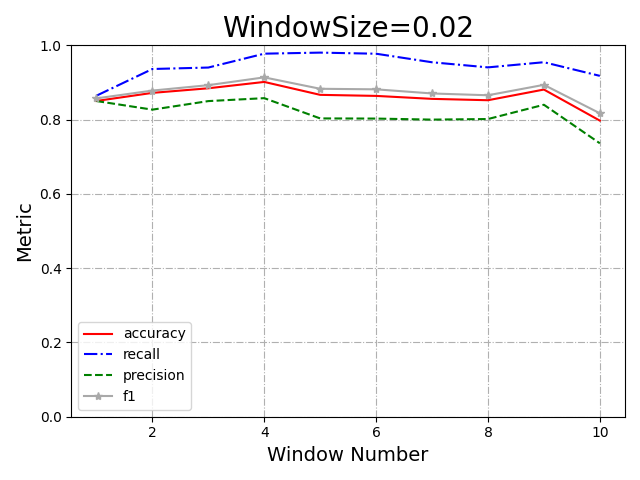 WindowSize=0.02
1.0
0.8
0.6
0.4
0.2
0.0
Metric
accuracy
recall
precision
f1
2 4 6 8 10
Window Number